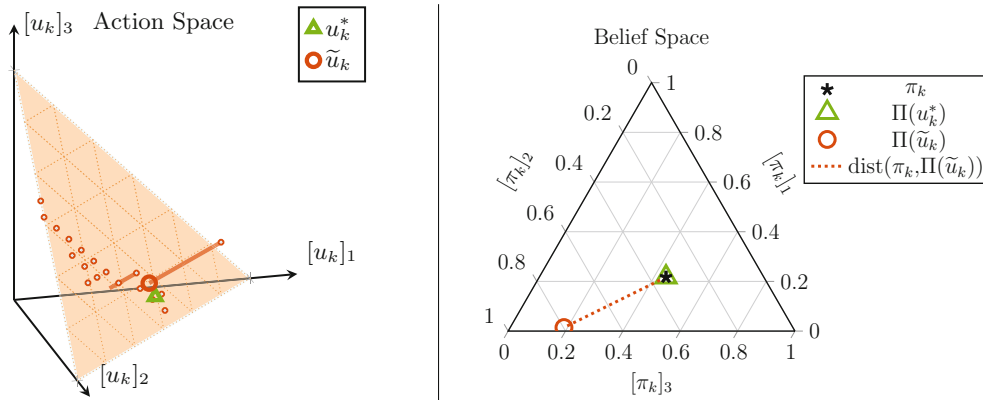 Action Space
[u_k]_3
u_k^*
ũ_k
[u_k]_1
[u_k]_2
Belief Space
0
1
0.2
0.8
0.4
0.6
0.6
0.4
0.8
0.2
1
0
0
0.2
0.4
0.6
0.8
1
[π_k]_2
[π_k]_1
[π_k]_3
π_k
Π(u_k^*)
Π(ũ_k)
dist(π_k,Π(ũ_k))